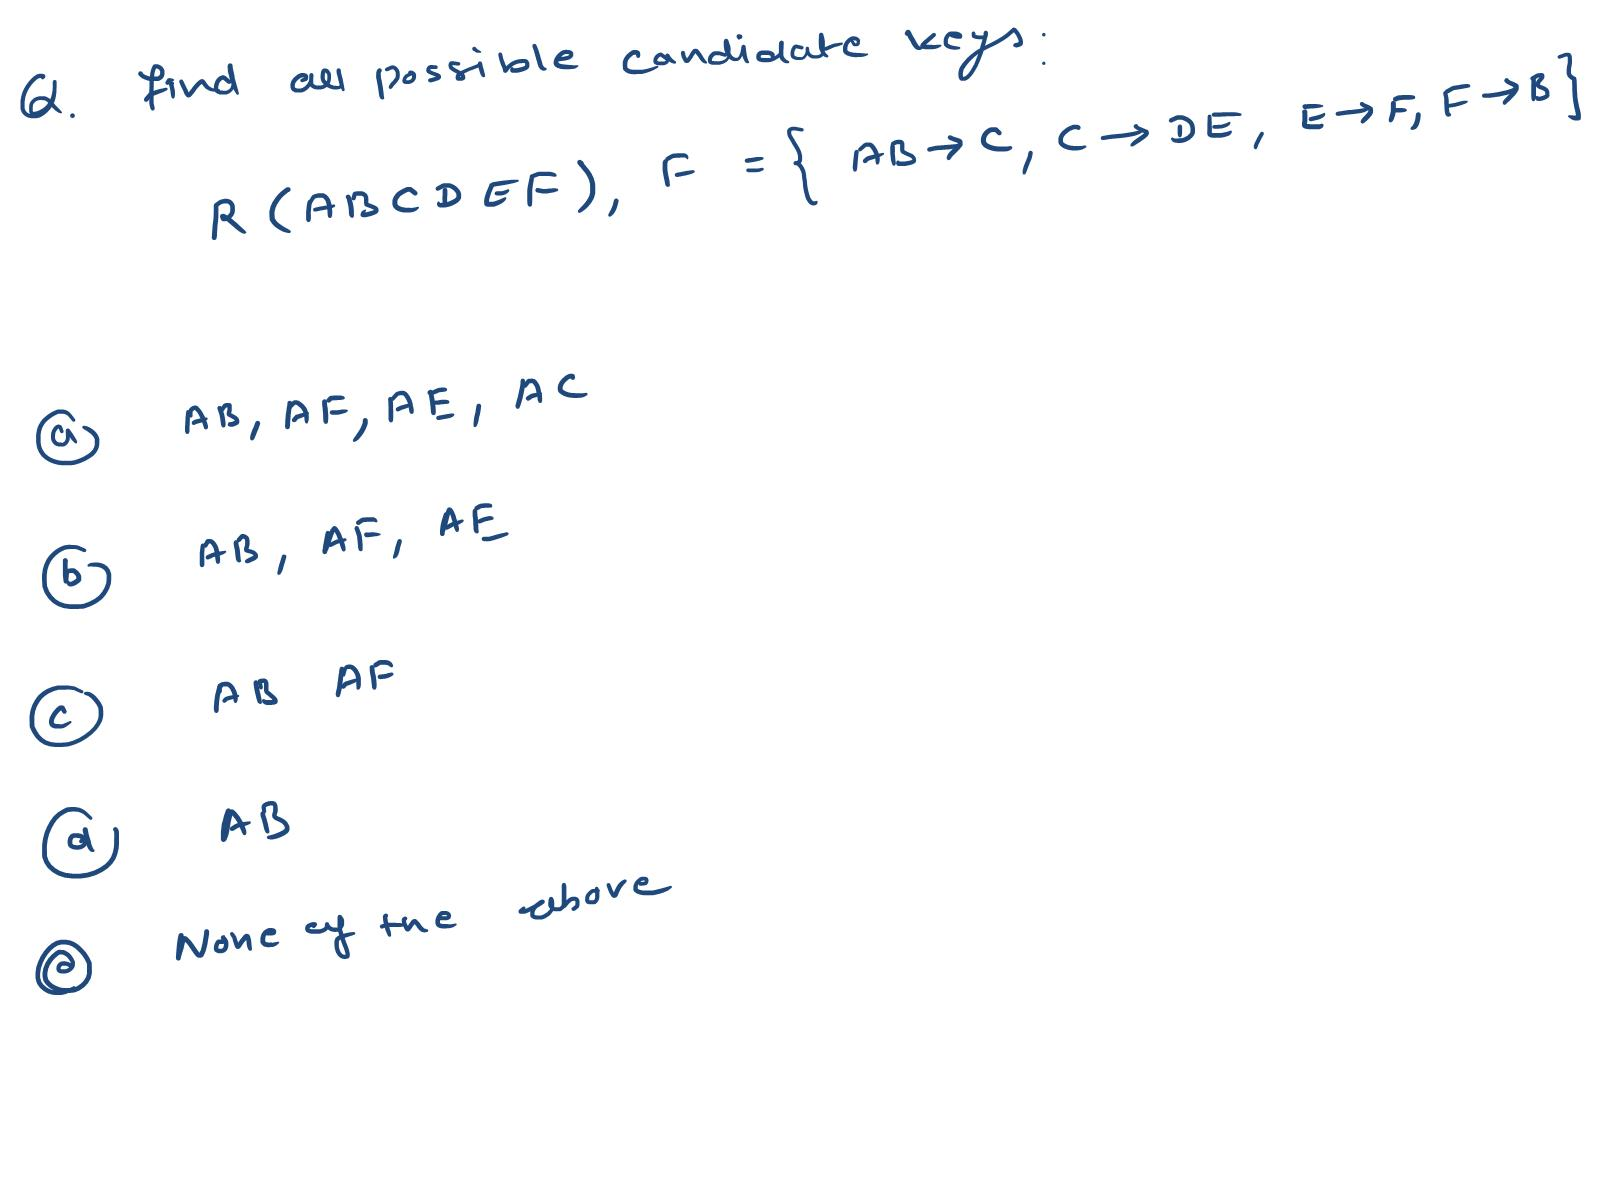 Q. Find all possible candidate keys:
R (ABCDEF), F = { AB → C, C → DE, E → F, F → B }
a AB, AF, AE, AC
b AB, AF, AE
c AB AF
d AB
e None of the above